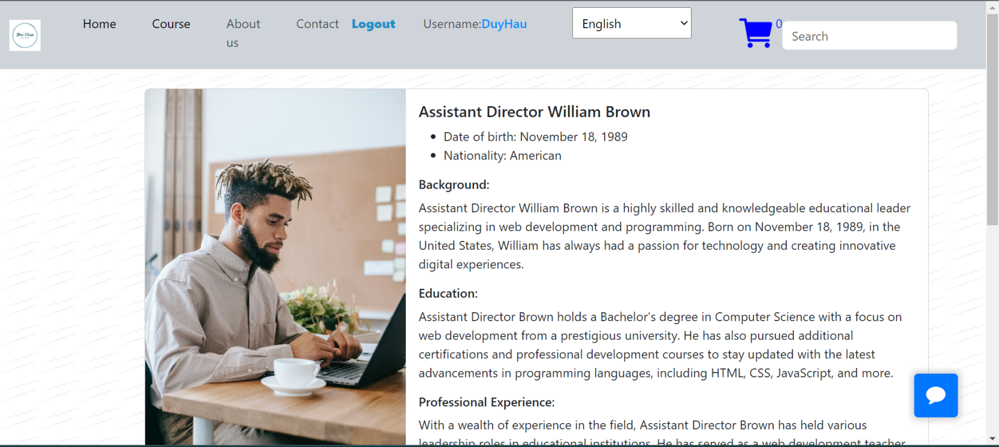 Star Class
Home
Course
About
us
Contact
Logout
Username:DuyHau
English
0
Search
Assistant Director William Brown
• Date of birth: November 18, 1989
• Nationality: American
Background:
Assistant Director William Brown is a highly skilled and knowledgeable educational leader
specializing in web development and programming. Born on November 18, 1989, in the
United States, William has always had a passion for technology and creating innovative
digital experiences.
Education:
Assistant Director Brown holds a Bachelor's degree in Computer Science with a focus on
web development from a prestigious university. He has also pursued additional
certifications and professional development courses to stay updated with the latest
advancements in programming languages, including HTML, CSS, JavaScript, and more.
Professional Experience:
With a wealth of experience in the field, Assistant Director Brown has held various
leadership roles in educational institutions. He has served as a web development teacher,